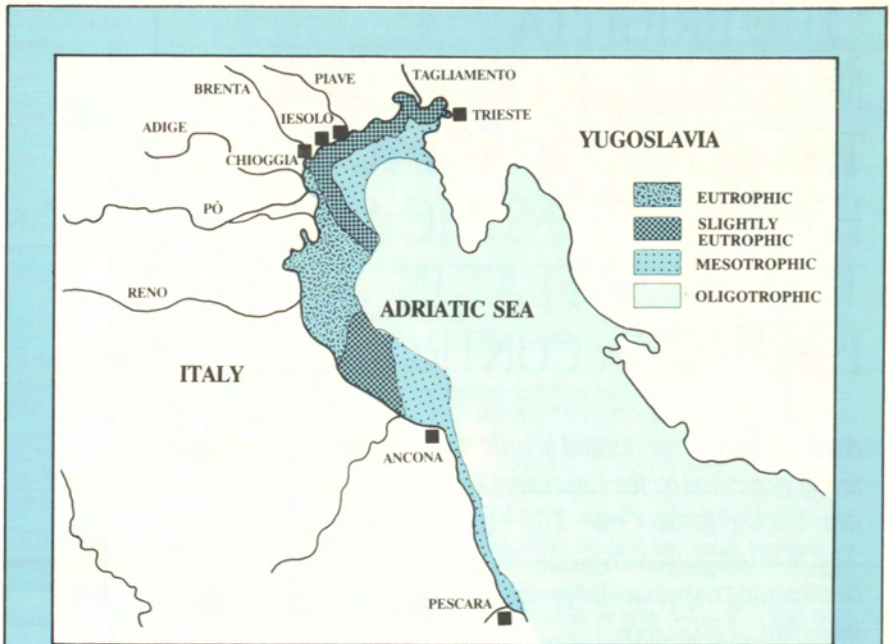 TAGLIAMENTO
PIAVE
BRENTA
IESOLO
TRIESTE
ADIGE
CHIOGGIA
YUGOSLAVIA
EUTROPHIC
PÔ
SLIGHTLY
EUTROPHIC
MESOTROPHIC
RENO
OLIGOTROPHIC
ADRIATIC SEA
ITALY
ANCONA
PESCARA